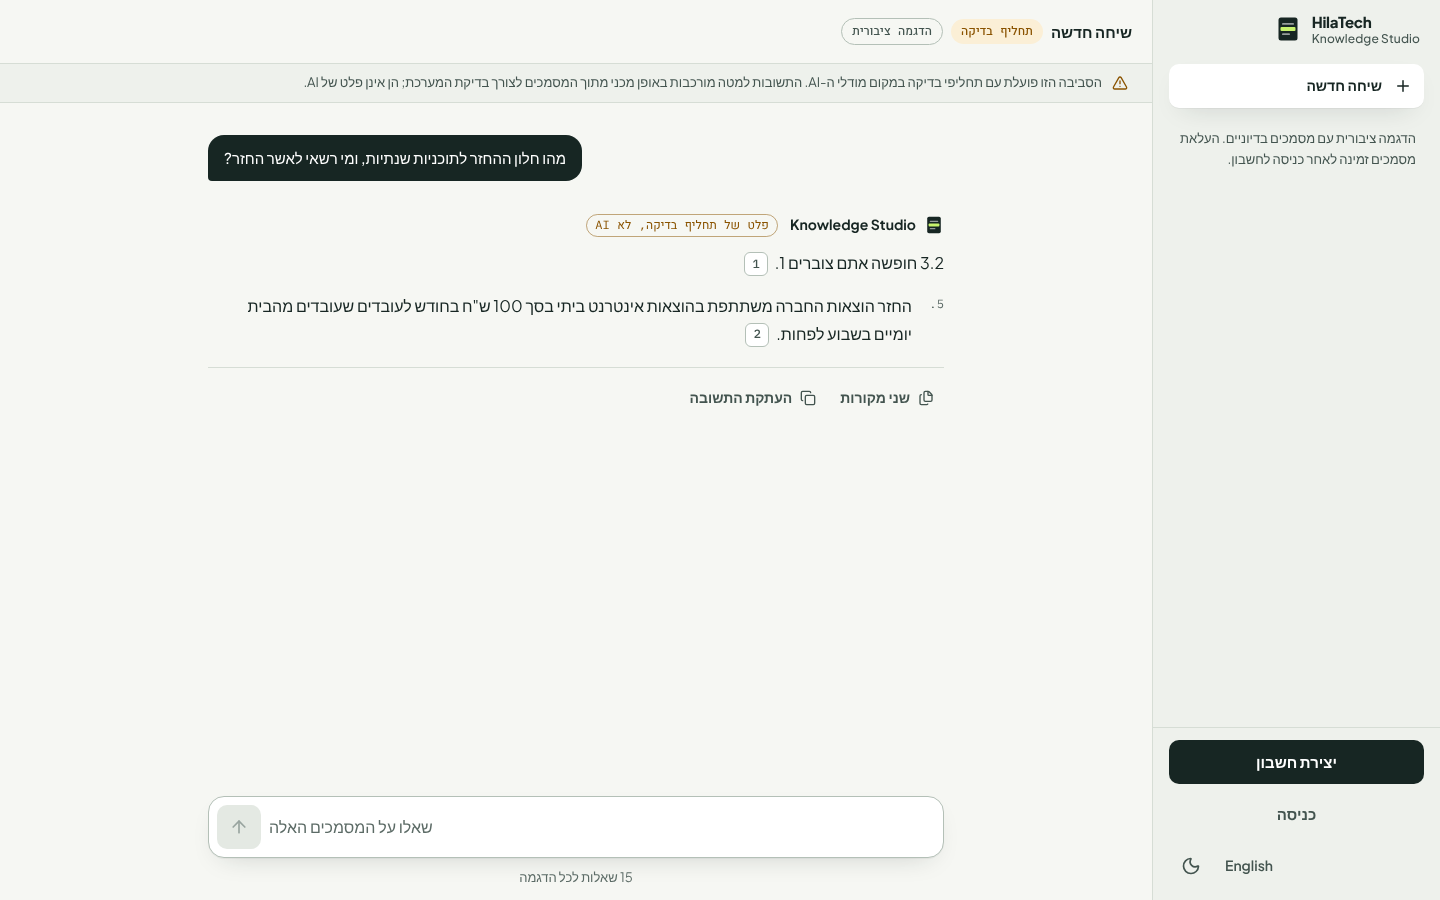 HilaTech
Knowledge Studio
שיחה חדשה
הדגמה ציבורית עם מסמכים בדיוניים. העלאת
מסמכים זמינה לאחר כניסה לחשבון.
יצירת חשבון
כניסה
English
שיחה חדשה תחליף בדיקה הדגמה ציבורית
הסביבה הזו פועלת עם תחליפי בדיקה במקום מודלי ה-AI. התשובות למטה מורכבות באופן מכני מתוך המסמכים לצורך בדיקת המערכת; הן אינן פלט של AI.
מהו חלון ההחזר לתוכניות שנתיות, ומי רשאי לאשר החזר?
Knowledge Studio פלט של תחליף בדיקה, לא AI
3.2 חופשה אתם צוברים 1. 1
5. החזר הוצאות החברה משתתפת בהוצאות אינטרנט ביתי בסך 100 ש"ח בחודש לעובדים שעובדים מהבית
יומיים בשבוע לפחות. 2
שני מקורות העתקת התשובה
שאלו על המסמכים האלה
15 שאלות לכל הדגמה